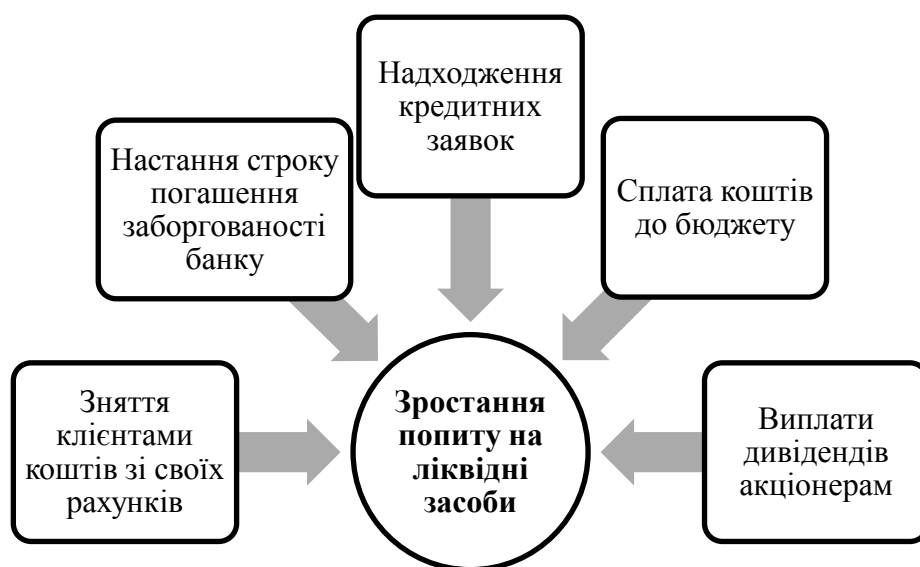 Надходження
кредитних
заявок
Настання строку
погашення
заборгованості
банку
Сплата коштів
до бюджету
Зняття
клієнтами
коштів зі своїх
рахунків
Зростання
попиту на
ліквідні
засоби
Виплати
дивідендів
акціонерам